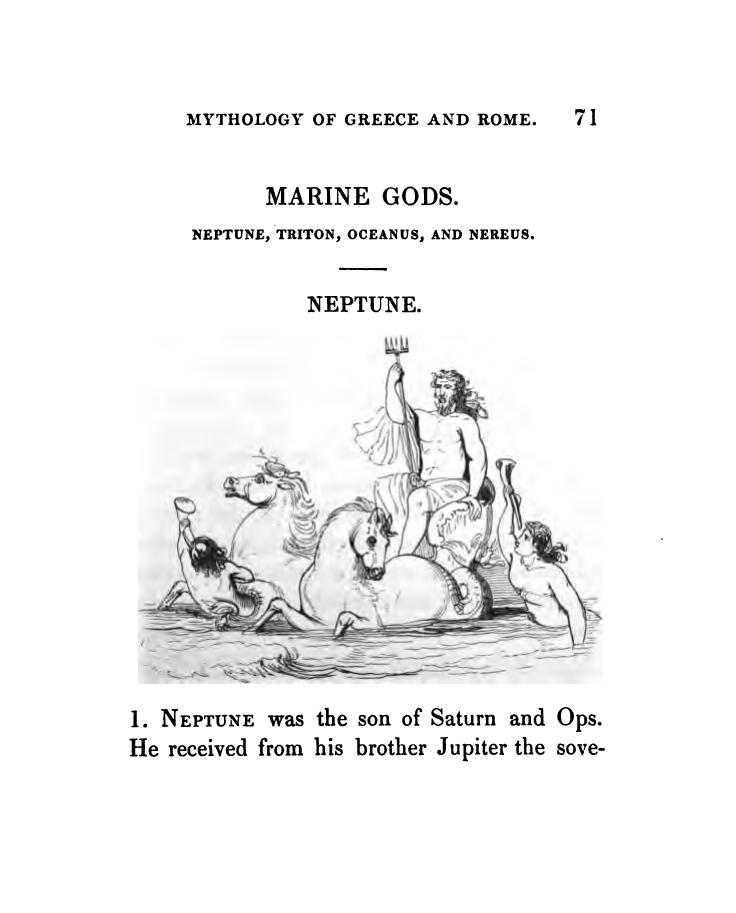 MYTHOLOGY OF GREECE AND ROME. 71
MARINE GODS.
NEPTUNE, TRITON, OCEANUS, AND NEREUS.
NEPTUNE.
1. NEPTUNE was the son of Saturn and Ops.
He received from his brother Jupiter the sove-